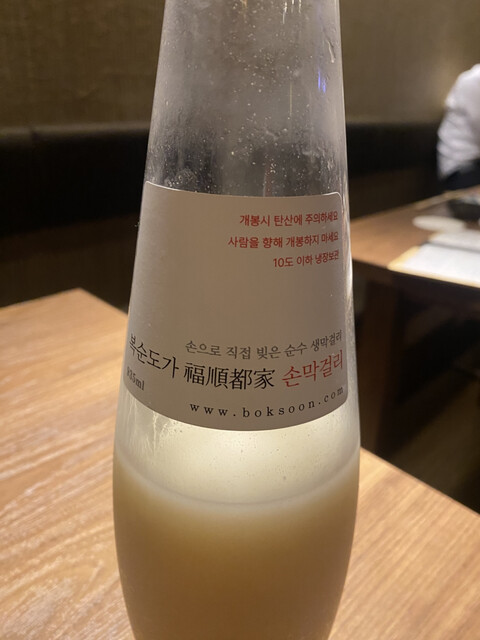 개봉시 탄산에 주의하세요
사람을 향해 개봉하지 마세요
10도 이하 냉장보관
손으로 직접 빚은 순수 생막걸리
복순도가 福順都家 손막걸리
935ml
www.boksoon.com